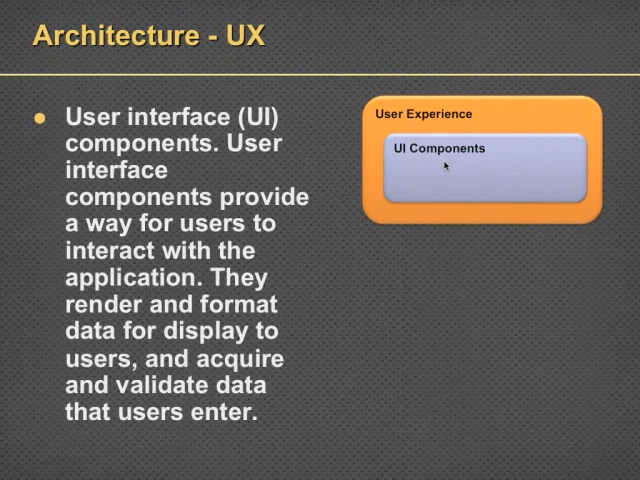 Architecture - UX
User interface (UI)
components. User
interface
components provide
a way for users to
interact with the
application. They
render and format
data for display to
users, and acquire
and validate data
that users enter.
User Experience
UI Components